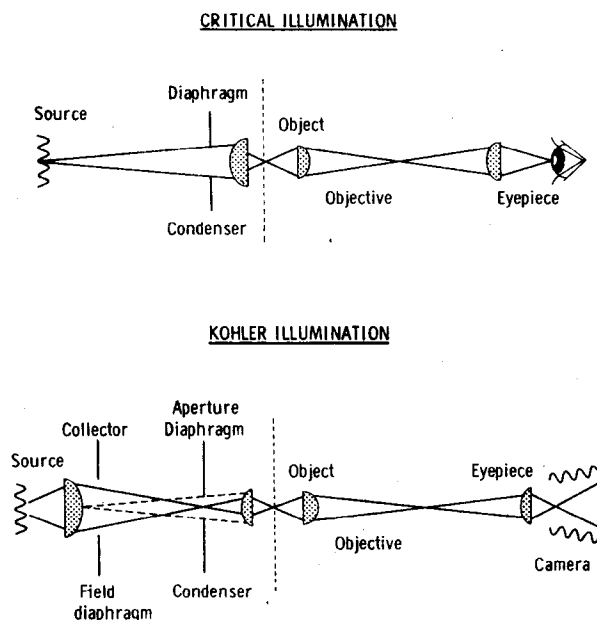 CRITICAL ILLUMINATION
Source
Diaphragm
Object
Condenser
Objective
Eyepiece
KOHLER ILLUMINATION
Source
Collector
Aperture
Diaphragm
Object
Eyepiece
Field
diaphragm
Condenser
Objective
Camera